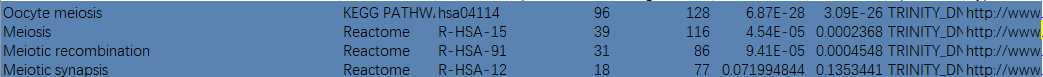 Oocyte meiosis KEGG PATHWA hsa04114 96 128 6.87E-28 3.09E-26 TRINITY_DN http://www.
Meiosis Reactome R-HSA-15 39 116 4.54E-05 0.0002368 TRINITY_DN http://www.
Meiotic recombination Reactome R-HSA-91 31 86 9.41E-05 0.0004548 TRINITY_DN http://www.
Meiotic synapsis Reactome R-HSA-12 18 77 0.071994844 0.1353441 TRINITY_DN http://www.